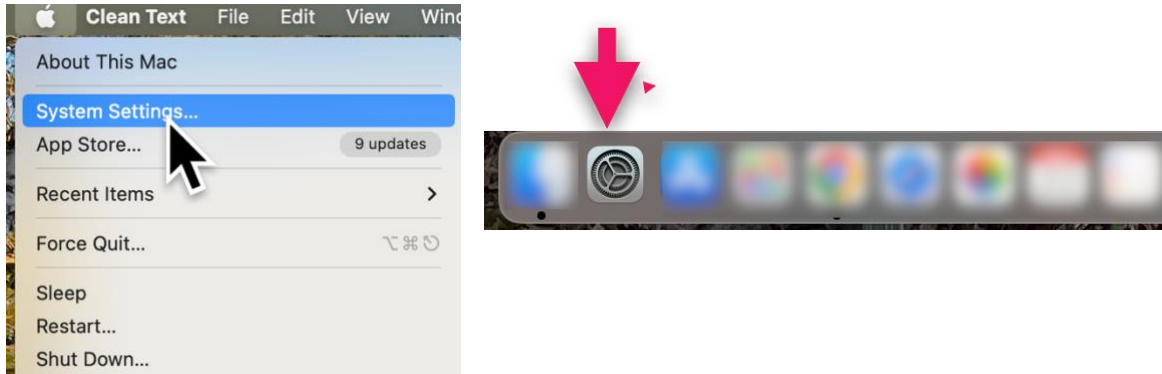 Clean Text File Edit View Wind
About This Mac
System Settings...
App Store... 9 updates
Recent Items
Force Quit... ⌥⌘⎋
Sleep
Restart...
Shut Down...